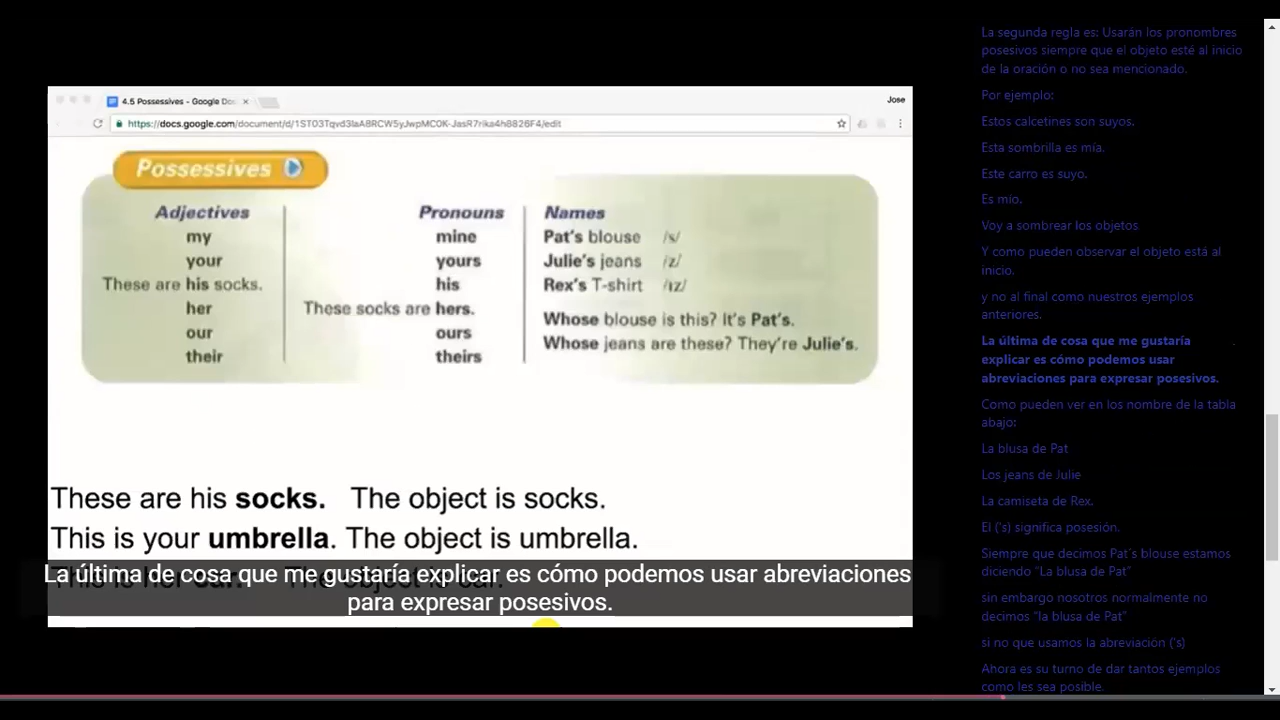 4.5 Possessives - Google Doc
Jose
https://docs.google.com/document/d/1ST03Tqvd3laA8RCW5yJwpMC0K-JasR7rika4h8826F4/edit
Possessives
Adjectives
my
your
These are his socks.
her
our
their
Pronouns
mine
yours
his
These socks are hers.
ours
theirs
Names
Pat's blouse /s/
Julie's jeans /z/
Rex's T-shirt /ɪz/
Whose blouse is this? It's Pat's.
Whose jeans are these? They're Julie's.
These are his socks. The object is socks.
This is your umbrella. The object is umbrella.
This is her car. The object is car.
La última de cosa que me gustaría explicar es cómo podemos usar abreviaciones
para expresar posesivos.
La segunda regla es: Usarán los pronombres
posesivos siempre que el objeto esté al inicio
de la oración o no sea mencionado.
Por ejemplo:
Estos calcetines son suyos.
Esta sombrilla es mía.
Este carro es suyo.
Es mío.
Voy a sombrear los objetos
Y como pueden observar el objeto está al
inicio.
y no al final como nuestros ejemplos
anteriores.
La última de cosa que me gustaría
explicar es cómo podemos usar
abreviaciones para expresar posesivos.
Como pueden ver en los nombre de la tabla
abajo:
La blusa de Pat
Los jeans de Julie
La camiseta de Rex.
El ('s) significa posesión.
Siempre que decimos Pat´s blouse estamos
diciendo “La blusa de Pat”
sin embargo nosotros normalmente no
decimos “la blusa de Pat”
si no que usamos la abreviación ('s)
Ahora es su turno de dar tantos ejemplos
como les sea posible.